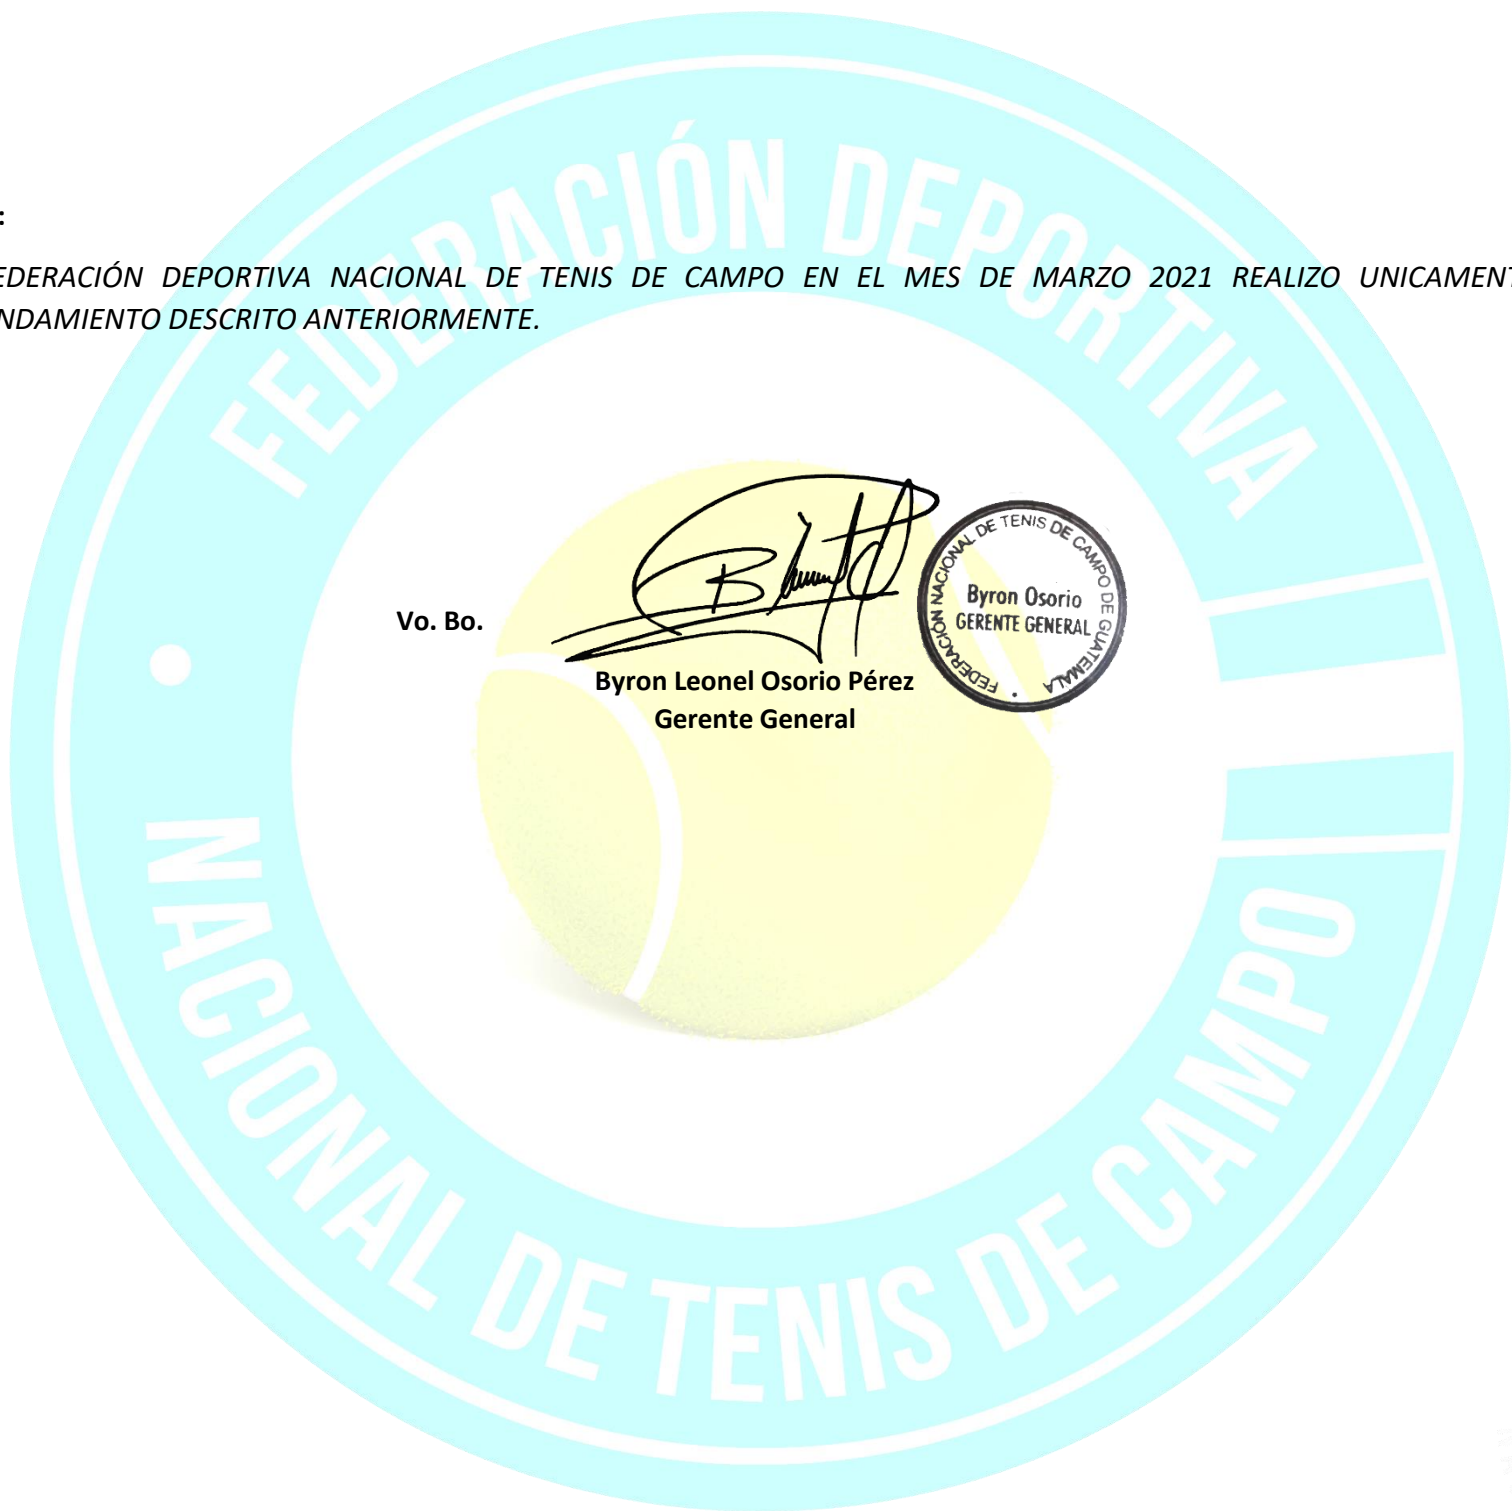 :
EDERACIÓN DEPORTIVA NACIONAL DE TENIS DE CAMPO EN EL MES DE MARZO 2021 REALIZO UNICAMENT
NDAMIENTO DESCRITO ANTERIORMENTE.
FEDERACIÓN DEPORTIVA
Vo. Bo.
FEDERACIÓN NACIONAL DE TENIS DE CAMPO DE GUATEMALA
Byron Osorio
GERENTE GENERAL
Byron Leonel Osorio Pérez
Gerente General
NACIONAL DE TENIS DE CAMPO